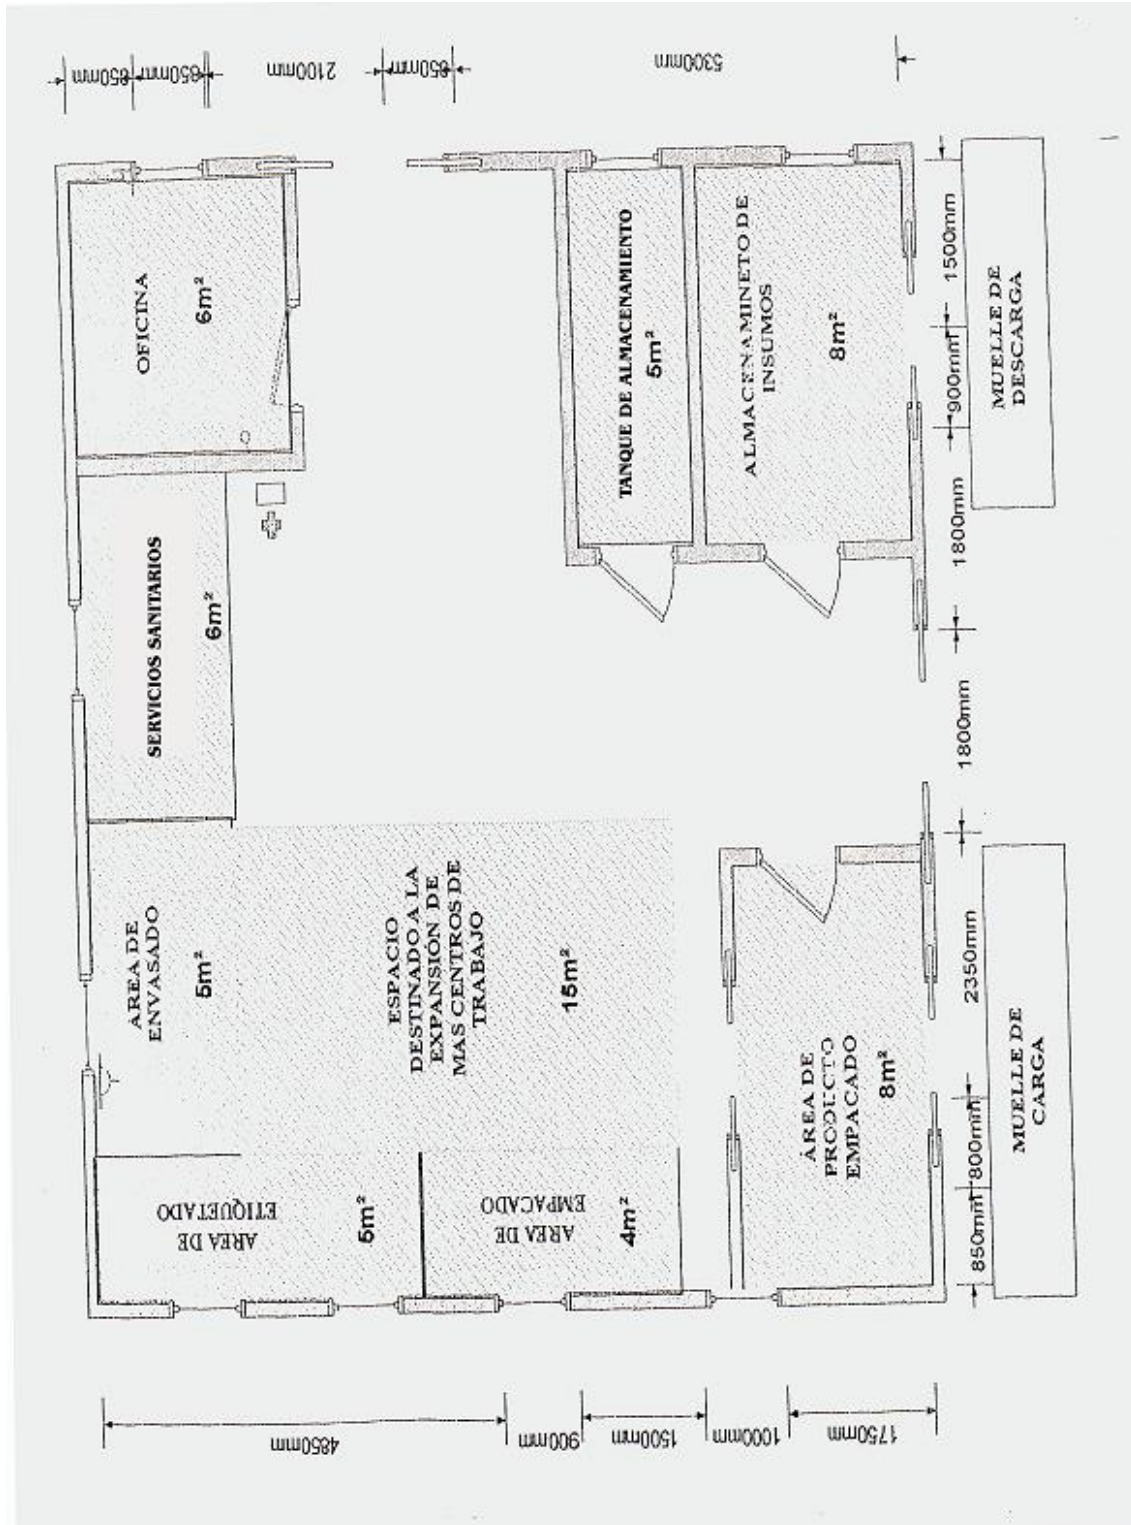 850mm
850mm
2100mm
850mm
5300mm
OFICINA
6m²
SERVICIOS SANITARIOS
6m²
TANQUE DE ALMACENAMIENTO
5m²
ALMACENAMINETO DE
INSUMOS
8m²
1500mm
900mm
1800mm
1800mm
2350mm
800mm
850mm
MUELLE DE
DESCARGA
MUELLE DE
CARGA
AREA DE
ENVASADO
5m²
ESPACIO
DESTINADO A LA
EXPANSIÓN DE
MAS CENTROS DE
TRABAJO
15m²
AREA DE
ETIQUETADO
5m²
AREA DE
EMPACADO
4m²
ÁREA DE
PRODUCTO
EMPACADO
8m²
4850mm
900mm
1500mm
1000mm
1750mm